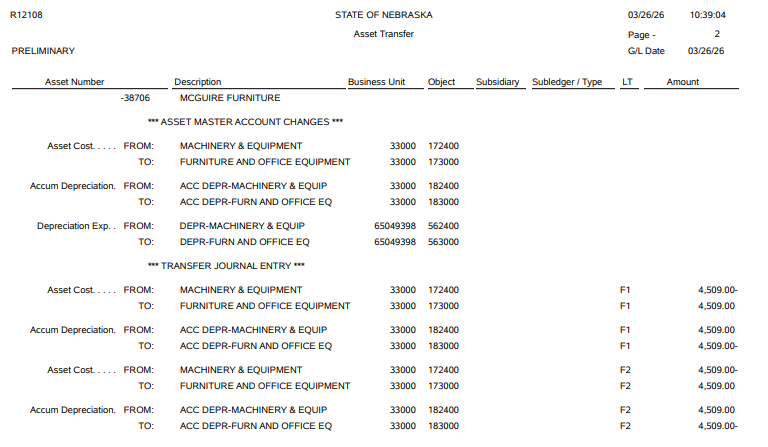 R12108 STATE OF NEBRASKA 03/26/26 10:39:04
Asset Transfer Page - 2
PRELIMINARY G/L Date 03/26/26
Asset Number Description Business Unit Object Subsidiary Subledger / Type LT Amount
-38706 MCGUIRE FURNITURE
*** ASSET MASTER ACCOUNT CHANGES ***
Asset Cost. . . . . FROM: MACHINERY & EQUIPMENT 33000 172400
TO: FURNITURE AND OFFICE EQUIPMENT 33000 173000
Accum Depreciation. FROM: ACC DEPR-MACHINERY & EQUIP 33000 182400
TO: ACC DEPR-FURN AND OFFICE EQ 33000 183000
Depreciation Exp. . FROM: DEPR-MACHINERY & EQUIP 65049398 562400
TO: DEPR-FURN AND OFFICE EQ 65049398 563000
*** TRANSFER JOURNAL ENTRY ***
Asset Cost. . . . . FROM: MACHINERY & EQUIPMENT 33000 172400 F1 4,509.00-
TO: FURNITURE AND OFFICE EQUIPMENT 33000 173000 F1 4,509.00
Accum Depreciation. FROM: ACC DEPR-MACHINERY & EQUIP 33000 182400 F1 4,509.00
TO: ACC DEPR-FURN AND OFFICE EQ 33000 183000 F1 4,509.00-
Asset Cost. . . . . FROM: MACHINERY & EQUIPMENT 33000 172400 F2 4,509.00-
TO: FURNITURE AND OFFICE EQUIPMENT 33000 173000 F2 4,509.00
Accum Depreciation. FROM: ACC DEPR-MACHINERY & EQUIP 33000 182400 F2 4,509.00
TO: ACC DEPR-FURN AND OFFICE EQ 33000 183000 F2 4,509.00-